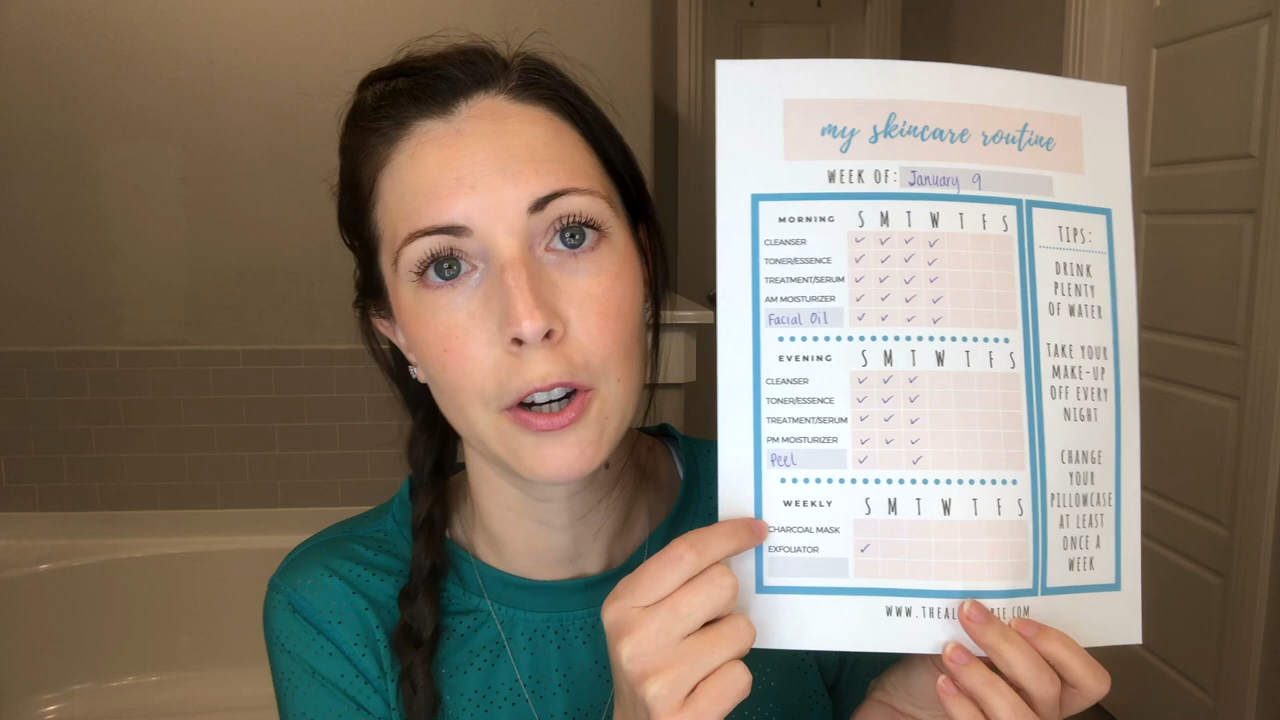 my skincare routine
WEEK OF: January 9
MORNING S M T W T F S
CLEANSER ✓ ✓ ✓ ✓
TONER/ESSENCE ✓ ✓ ✓ ✓
TREATMENT/SERUM ✓ ✓ ✓ ✓
AM MOISTURIZER ✓ ✓ ✓ ✓
Facial Oil ✓ ✓ ✓ ✓
EVENING S M T W T F S
CLEANSER ✓ ✓ ✓
TONER/ESSENCE ✓ ✓ ✓
TREATMENT/SERUM ✓ ✓ ✓
PM MOISTURIZER ✓ ✓ ✓
Peel ✓ ✓
WEEKLY S M T W T F S
CHARCOAL MASK
EXFOLIATOR ✓
TIPS:
DRINK
PLENTY
OF WATER
TAKE YOUR
MAKE-UP
OFF EVERY
NIGHT
CHANGE
YOUR
PILLOWCASE
AT LEAST
ONCE A
WEEK